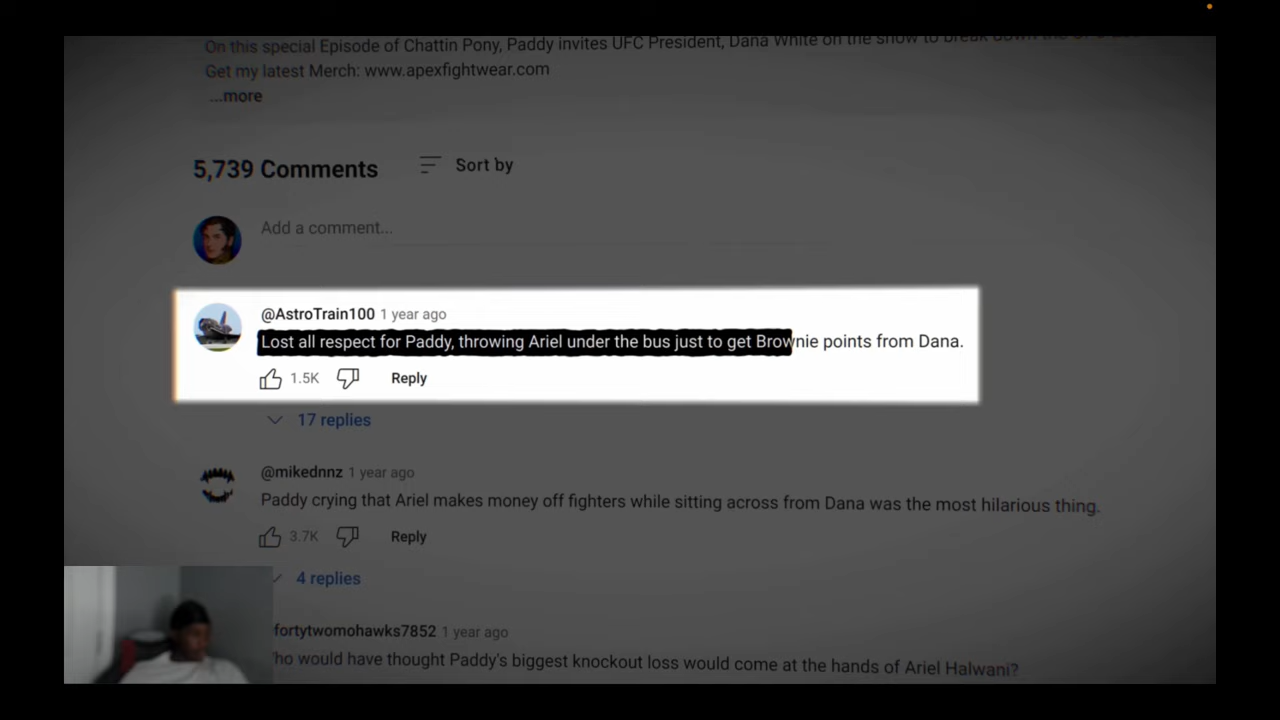 On this special Episode of Chattin Pony, Paddy invites UFC President, Dana White on the show to break down the
Get my latest Merch: www.apexfightwear.com
...more
5,739 Comments
Sort by
Add a comment...
@AstroTrain100 1 year ago
Lost all respect for Paddy, throwing Ariel under the bus just to get Brownie points from Dana.
1.5K
Reply
17 replies
@mikednnz 1 year ago
Paddy crying that Ariel makes money off fighters while sitting across from Dana was the most hilarious thing.
3.7K
Reply
4 replies
fortytwomohawks7852 1 year ago
ho would have thought Paddy's biggest knockout loss would come at the hands of Ariel Halwani?